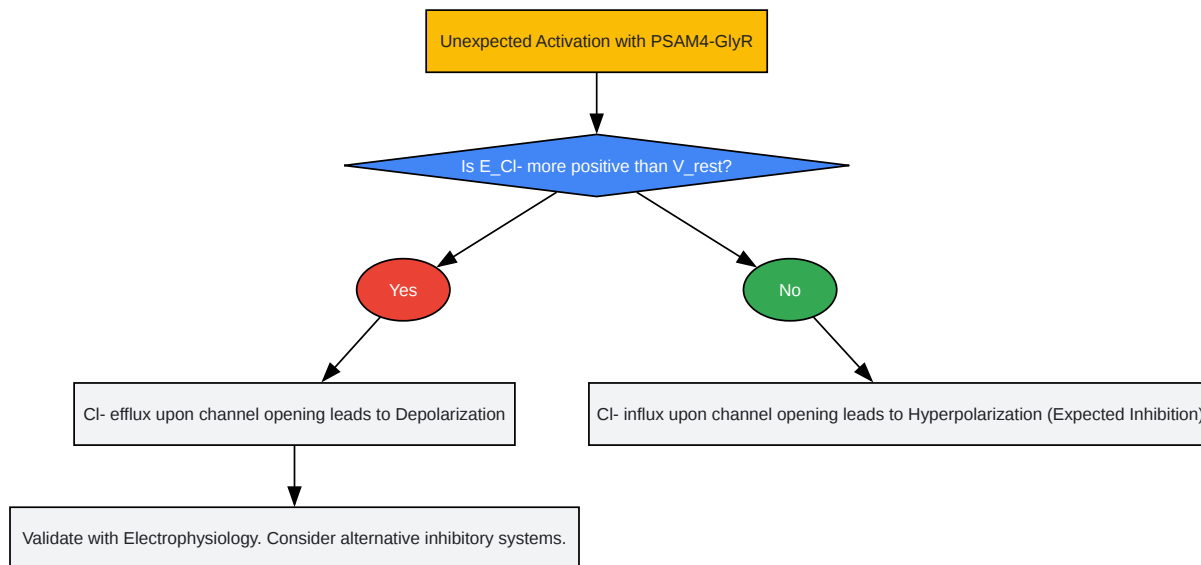 Unexpected Activation with PSAM4-GlyR
Is E_Cl- more positive than V_rest?
Yes
No
Cl- efflux upon channel opening leads to Depolarization
Cl- influx upon channel opening leads to Hyperpolarization (Expected Inhibition)
Validate with Electrophysiology. Consider alternative inhibitory systems.